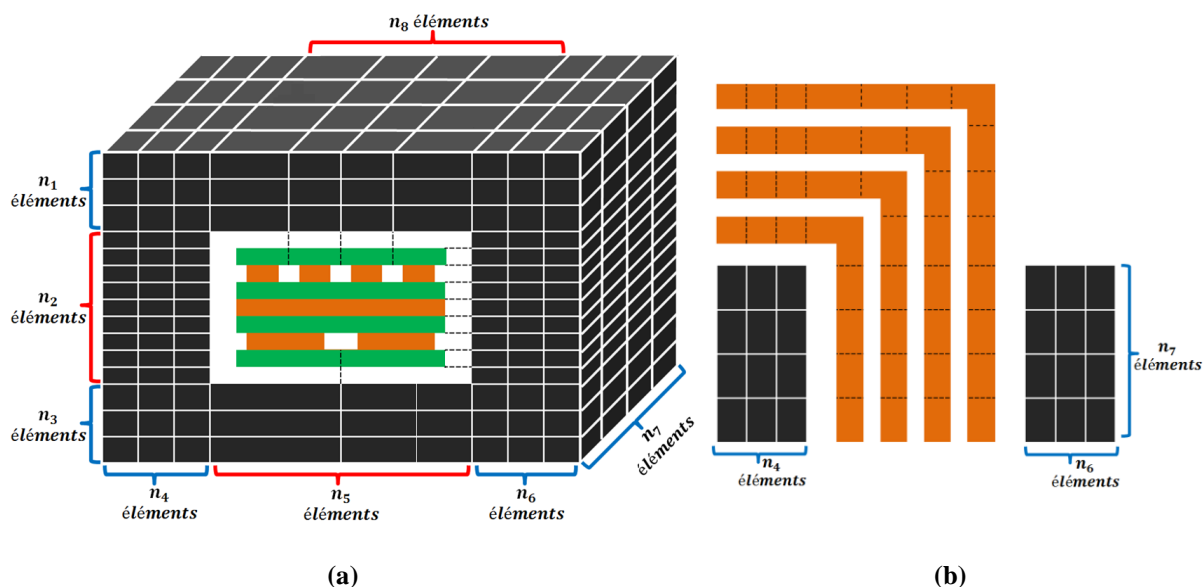 n₈ éléments
n₁
éléments
n₂
éléments
n₃
éléments
n₄
éléments
n₅
éléments
n₆
éléments
n₇
éléments
n₄
éléments
n₆
éléments
n₇
éléments
(a)
(b)